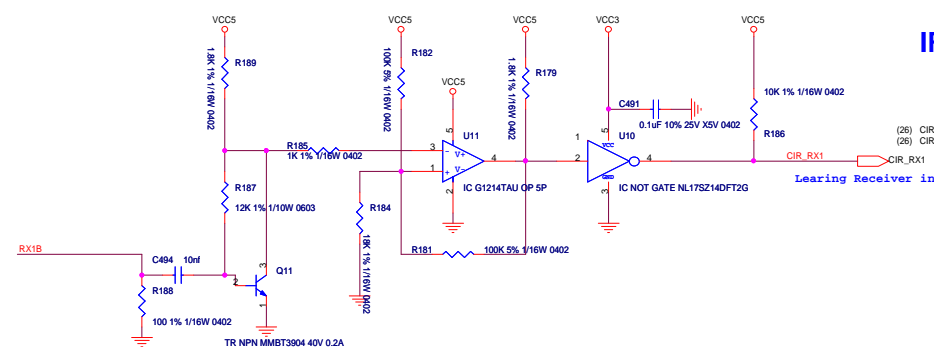 VCC5
VCC5
VCC5
VCC3
VCC5
1.8K 1% 1/16W 0402
R189
100K 5% 1/16W 0402
R182
1.8K 1% 1/16W 0402
R179
VCC5
C491
0.1uF 10% 25V X5V 0402
10K 1% 1/16W 0402
R186
(26) CIR
(26) CIR
R185
1K 1% 1/16W 0402
3
5
U11
- V+
+ V-
1
2
4
IC G1214TAU OP 5P
1
5
U10
VCC
2
GND
4
3
IC NOT GATE NL17SZ14DFT2G
CIR_RX1
CIR_RX1
Learing Receiver in
R187
12K 1% 1/10W 0603
R184
18K 1% 1/16W 0402
R181
100K 5% 1/16W 0402
RX1B
C494 10nf
R188
100 1% 1/16W 0402
2
3
Q11
1
TR NPN MMBT3904 40V 0.2A